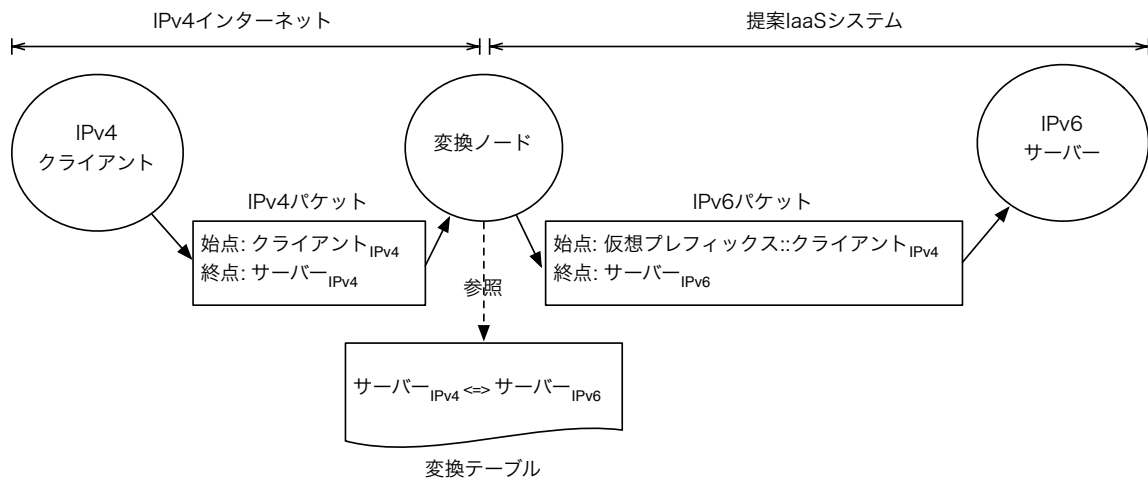 IPv4インターネット
提案IaaSシステム
IPv4
クライアント
変換ノード
IPv6
サーバー
IPv4パケット
始点: クライアントIPv4
終点: サーバーIPv4
IPv6パケット
始点: 仮想プレフィックス::クライアントIPv4
終点: サーバーIPv6
参照
サーバーIPv4 <=> サーバーIPv6
変換テーブル